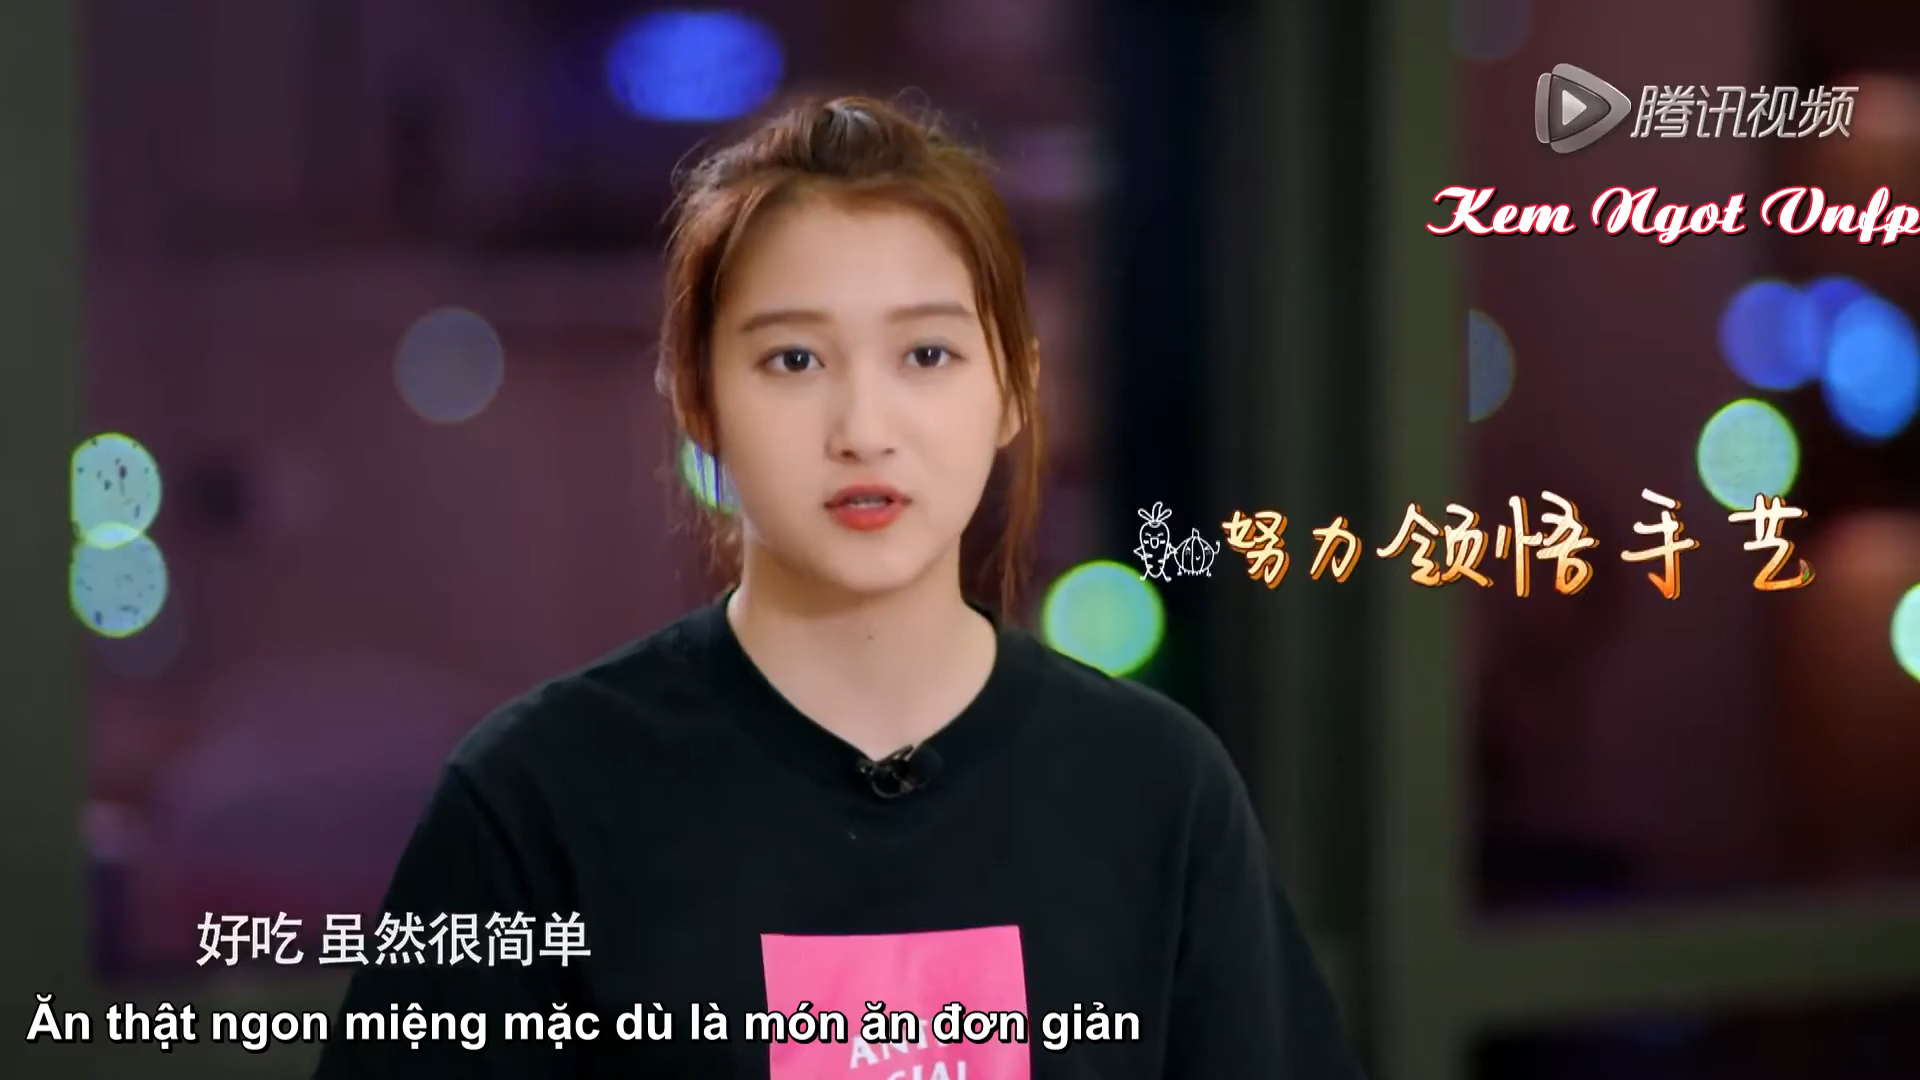 腾讯视频
Kem Ngot Vnfp
努力领悟手艺
好吃 虽然很简单
Ăn thật ngon miệng mặc dù là món ăn đơn giản